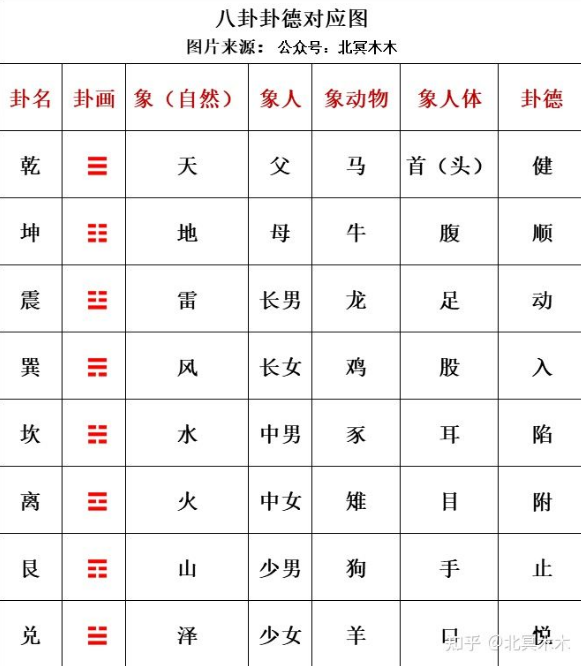 八卦卦德对应图
图片来源：公众号：北冥木木
卦名 卦画 象（自然） 象人 象动物 象人体 卦德
乾 ☰ 天 父 马 首（头） 健
坤 ☷ 地 母 牛 腹 顺
震 ☳ 雷 长男 龙 足 动
巽 ☴ 风 长女 鸡 股 入
坎 ☵ 水 中男 豕 耳 陷
离 ☲ 火 中女 雉 目 附
艮 ☶ 山 少男 狗 手 止
兑 ☱ 泽 少女 羊 口 悦
知乎 @北冥木木